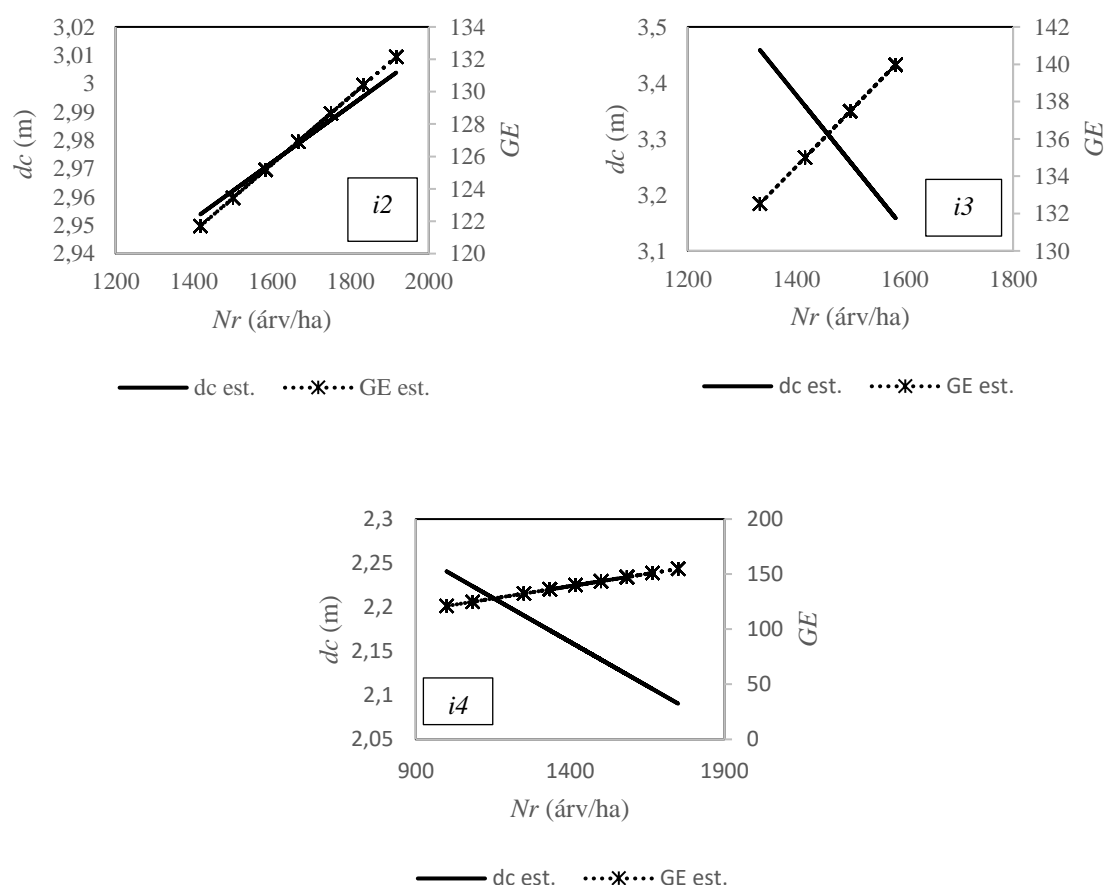 3,02
3,01
3
2,99
2,98
2,97
2,96
2,95
2,94
dc (m)
134
132
130
128
126
124
122
120
GE
i2
1200 1400 1600 1800 2000
Nr (árv/ha)
dc est. GE est.
3,5
3,4
3,3
3,2
3,1
dc (m)
142
140
138
136
134
132
130
GE
i3
1200 1400 1600 1800
Nr (árv/ha)
dc est. GE est.
2,3
2,25
2,2
2,15
2,1
2,05
dc (m)
200
150
100
50
0
GE
i4
900 1400 1900
Nr (árv/ha)
dc est. GE est.